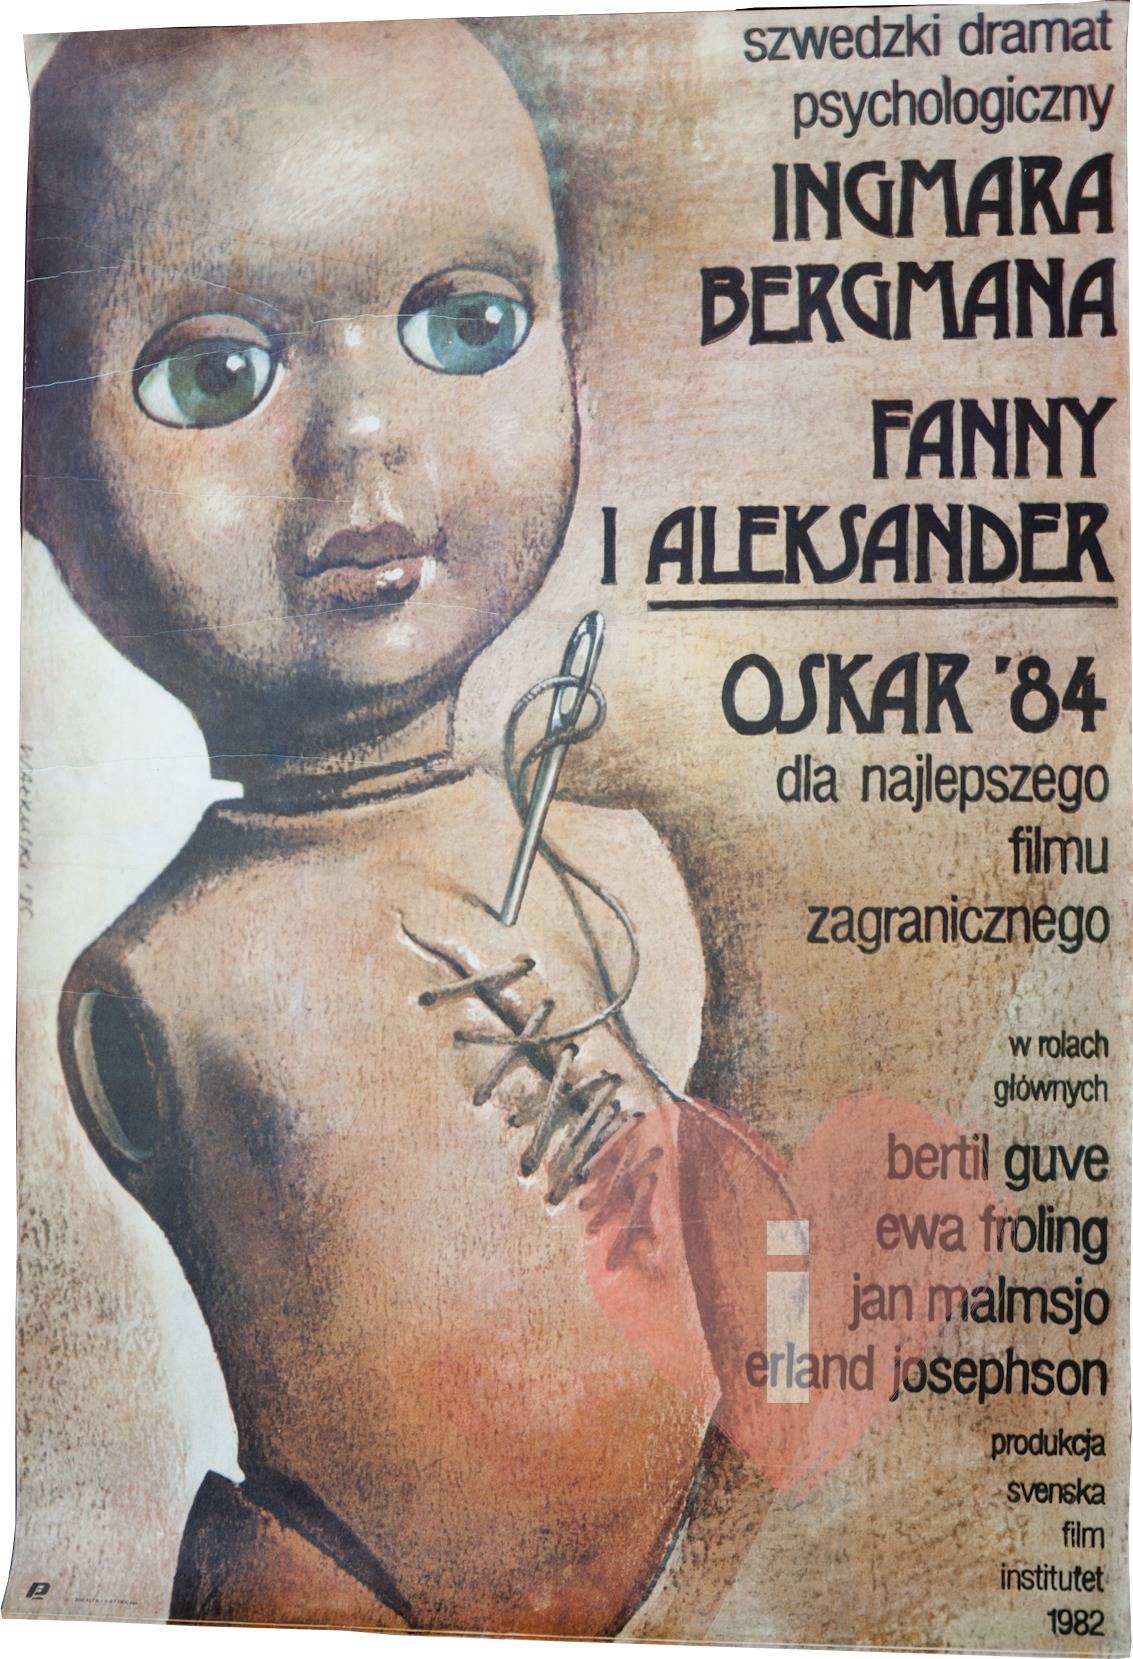 szwedzki dramat
psychologiczny
INGMARA
BERGMANA
FANNY
I ALEKSANDER
OSKAR '84
dla najlepszego
filmu
zagranicznego
w rolach
głównych
bertil guve
ewa froling
jan malmsjo
erland josephson
produkcja
svenska
film
institutet
1982
i